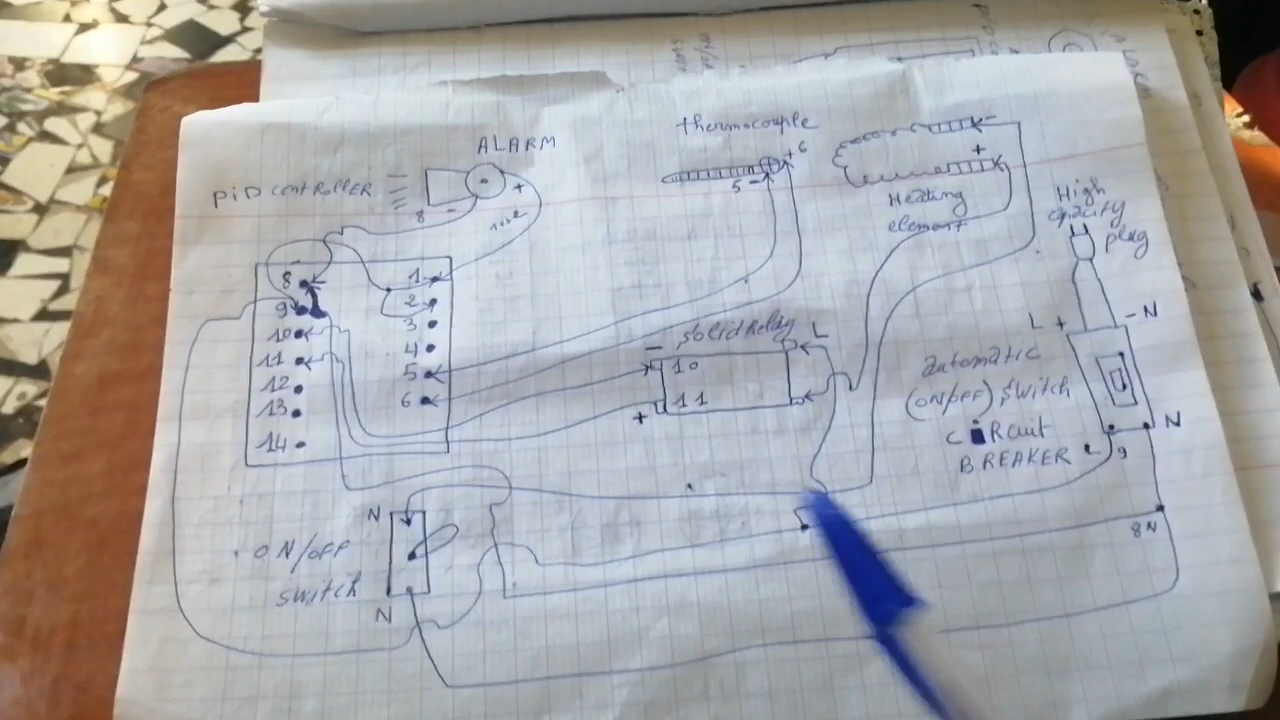 ALARM
PiD CONTROLLER
+
8 -
thermocouple
+6
5 -
-
+
Heating
element
High
capacity
plug
L +
- N
-
8
9
10
11
12
13
14
1
2
3
4
5
6
Solid Relay
L
-
10
11
+
automatic
(ON/OFF) Switch
CiRcuit
BREAKER
L
9
N
8N
N
ON/OFF
Switch
N